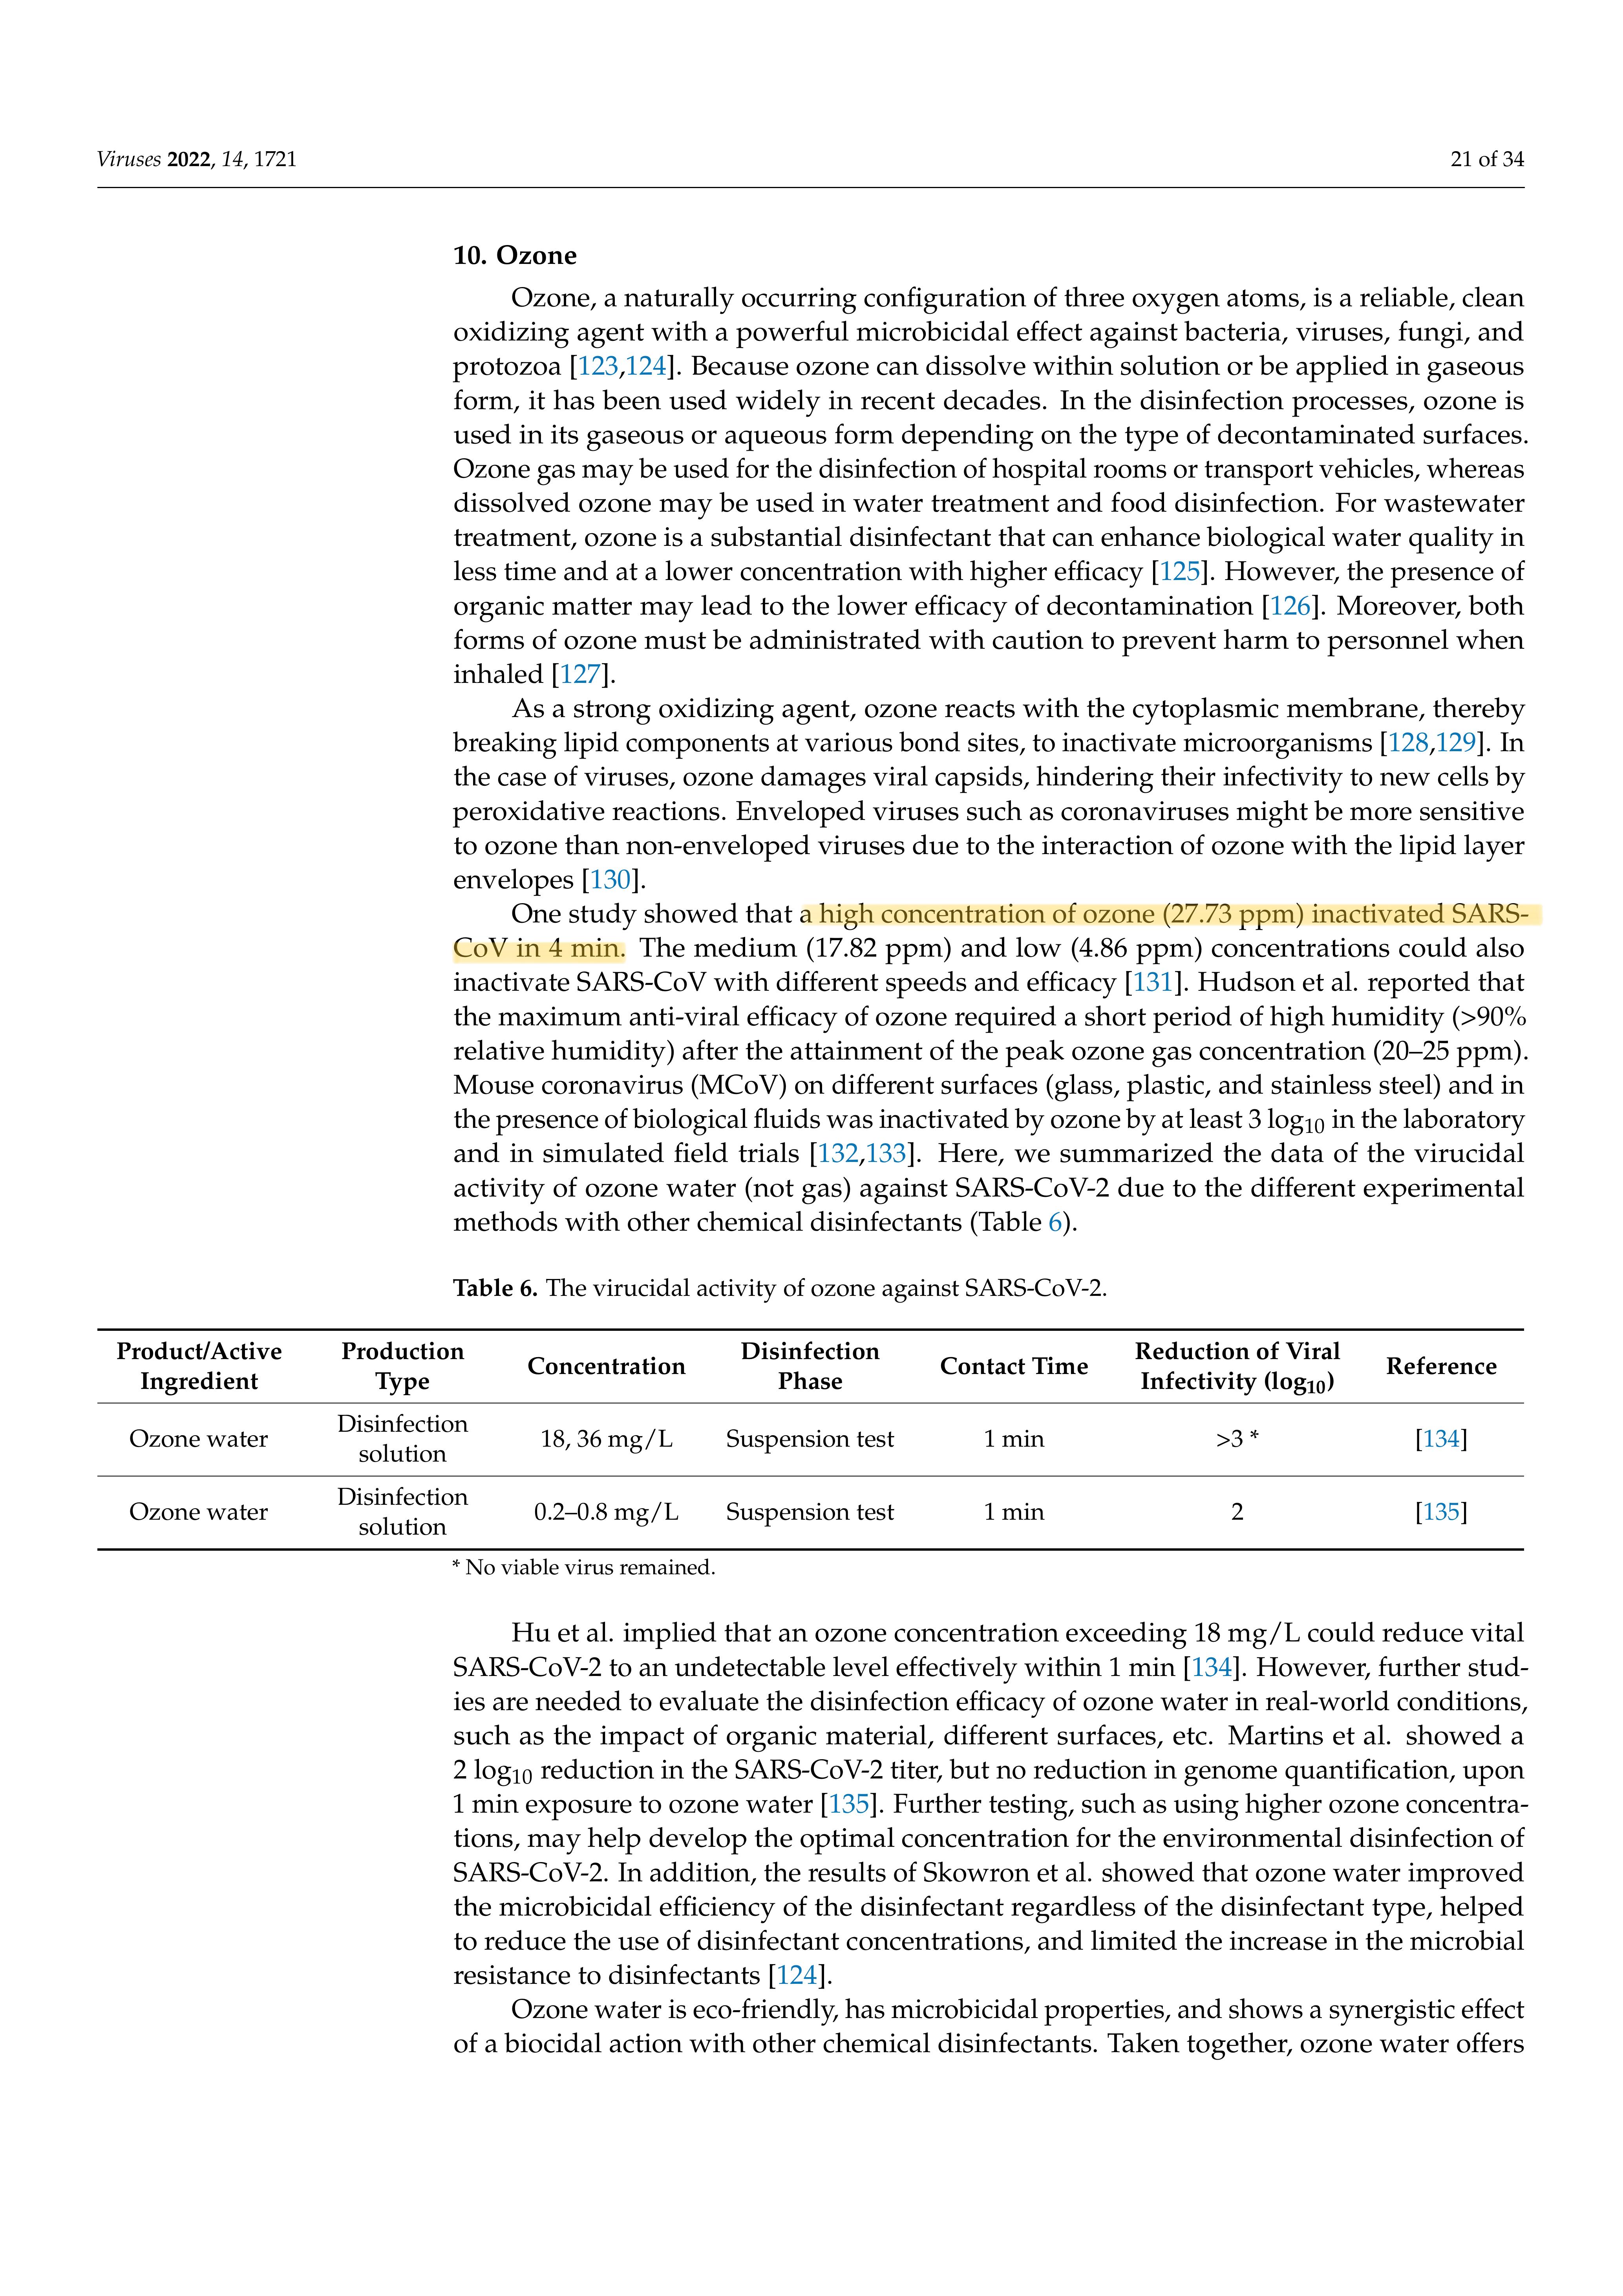 Viruses 2022, 14, 1721
21 of 34
10. Ozone
Ozone, a naturally occurring configuration of three oxygen atoms, is a reliable, clean
oxidizing agent with a powerful microbicidal effect against bacteria, viruses, fungi, and
protozoa [123,124]. Because ozone can dissolve within solution or be applied in gaseous
form, it has been used widely in recent decades. In the disinfection processes, ozone is
used in its gaseous or aqueous form depending on the type of decontaminated surfaces.
Ozone gas may be used for the disinfection of hospital rooms or transport vehicles, whereas
dissolved ozone may be used in water treatment and food disinfection. For wastewater
treatment, ozone is a substantial disinfectant that can enhance biological water quality in
less time and at a lower concentration with higher efficacy [125]. However, the presence of
organic matter may lead to the lower efficacy of decontamination [126]. Moreover, both
forms of ozone must be administrated with caution to prevent harm to personnel when
inhaled [127].
As a strong oxidizing agent, ozone reacts with the cytoplasmic membrane, thereby
breaking lipid components at various bond sites, to inactivate microorganisms [128,129]. In
the case of viruses, ozone damages viral capsids, hindering their infectivity to new cells by
peroxidative reactions. Enveloped viruses such as coronaviruses might be more sensitive
to ozone than non-enveloped viruses due to the interaction of ozone with the lipid layer
envelopes [130].
One study showed that a high concentration of ozone (27.73 ppm) inactivated SARS-
CoV in 4 min. The medium (17.82 ppm) and low (4.86 ppm) concentrations could also
inactivate SARS-CoV with different speeds and efficacy [131]. Hudson et al. reported that
the maximum anti-viral efficacy of ozone required a short period of high humidity (>90%
relative humidity) after the attainment of the peak ozone gas concentration (20–25 ppm).
Mouse coronavirus (MCoV) on different surfaces (glass, plastic, and stainless steel) and in
the presence of biological fluids was inactivated by ozone by at least 3 log10 in the laboratory
and in simulated field trials [132,133]. Here, we summarized the data of the virucidal
activity of ozone water (not gas) against SARS-CoV-2 due to the different experimental
methods with other chemical disinfectants (Table 6).
Table 6. The virucidal activity of ozone against SARS-CoV-2.
Product/Active Ingredient Production Type Concentration Disinfection Phase Contact Time Reduction of Viral Infectivity (log10) Reference
Ozone water Disinfection solution 18, 36 mg/L Suspension test 1 min >3 * [134]
Ozone water Disinfection solution 0.2–0.8 mg/L Suspension test 1 min 2 [135]
* No viable virus remained.
Hu et al. implied that an ozone concentration exceeding 18 mg/L could reduce vital
SARS-CoV-2 to an undetectable level effectively within 1 min [134]. However, further stud-
ies are needed to evaluate the disinfection efficacy of ozone water in real-world conditions,
such as the impact of organic material, different surfaces, etc. Martins et al. showed a
2 log10 reduction in the SARS-CoV-2 titer, but no reduction in genome quantification, upon
1 min exposure to ozone water [135]. Further testing, such as using higher ozone concentra-
tions, may help develop the optimal concentration for the environmental disinfection of
SARS-CoV-2. In addition, the results of Skowron et al. showed that ozone water improved
the microbicidal efficiency of the disinfectant regardless of the disinfectant type, helped
to reduce the use of disinfectant concentrations, and limited the increase in the microbial
resistance to disinfectants [124].
Ozone water is eco-friendly, has microbicidal properties, and shows a synergistic effect
of a biocidal action with other chemical disinfectants. Taken together, ozone water offers